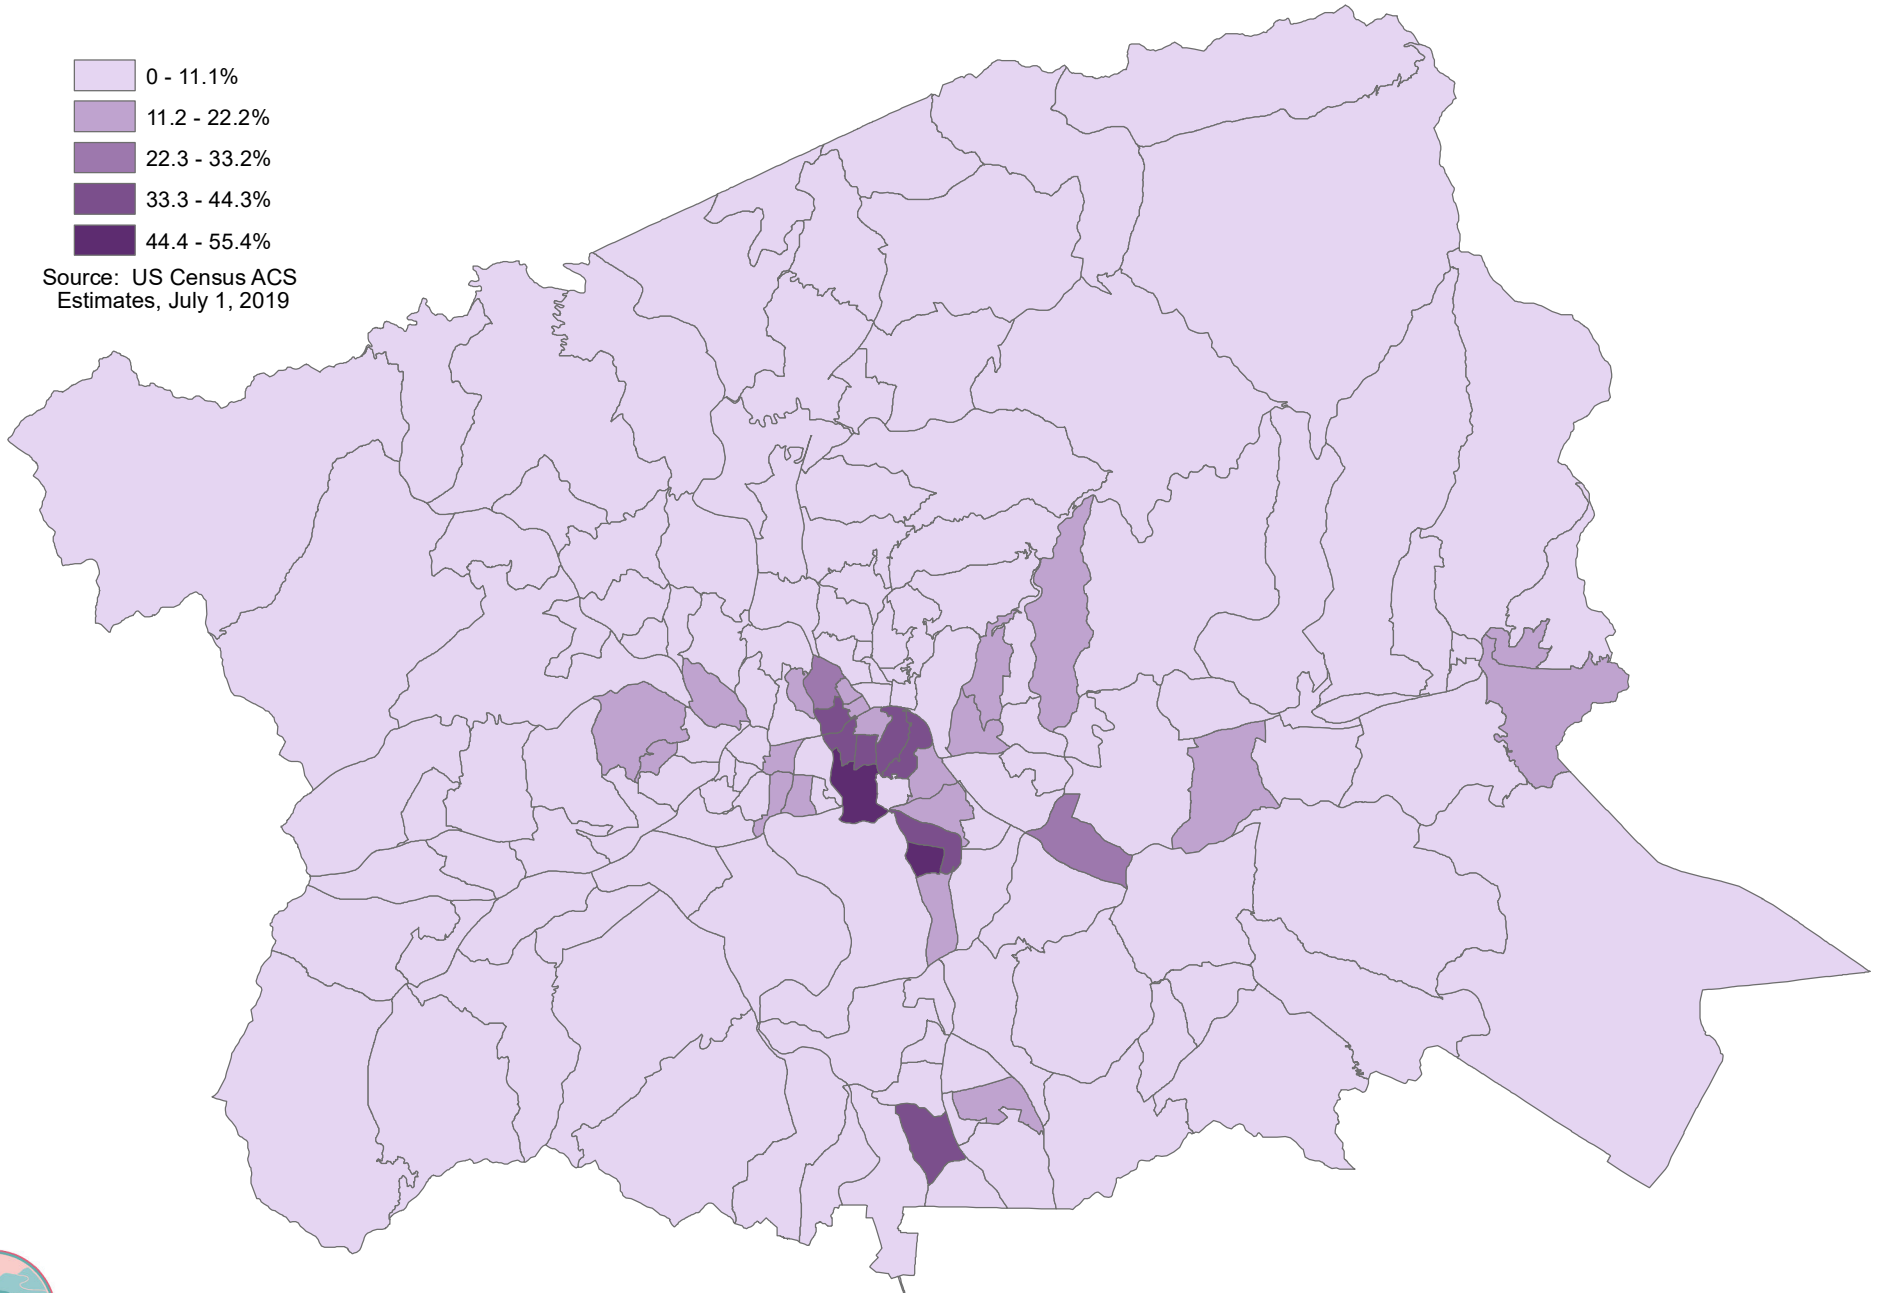 0 - 11.1%
11.2 - 22.2%
22.3 - 33.2%
33.3 - 44.3%
44.4 - 55.4%
Source:  US Census ACS
Estimates, July 1, 2019